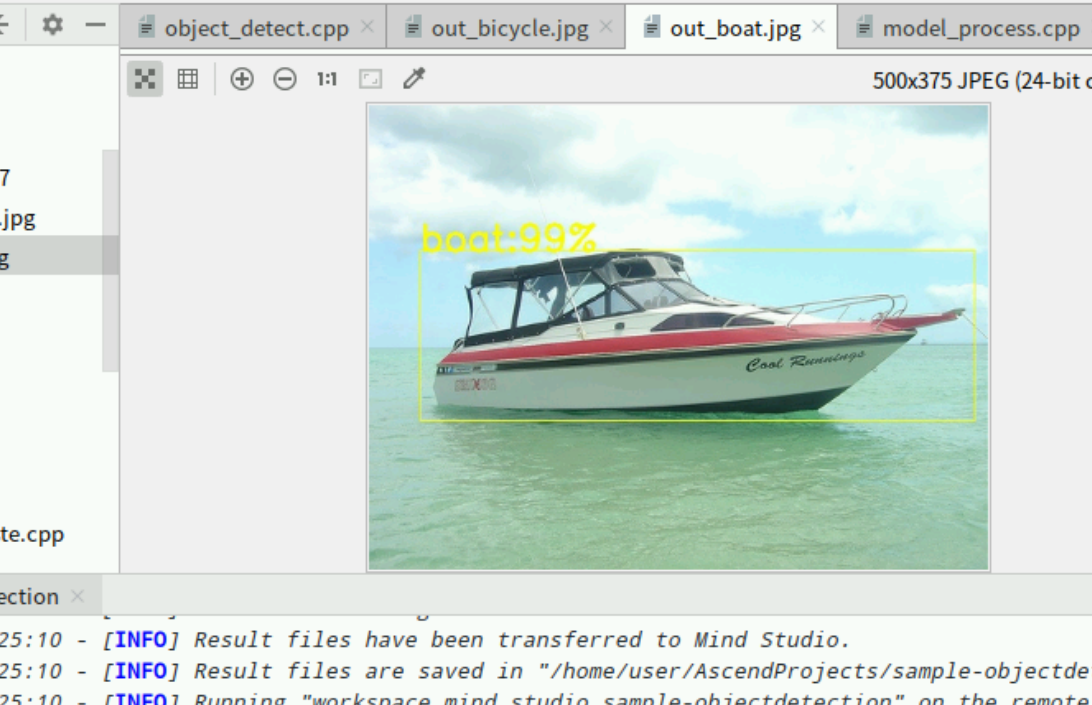 object_detect.cpp
out_bicycle.jpg
out_boat.jpg
model_process.cpp
1:1
500x375 JPEG (24-bit c
7
.jpg
g
boat:99%
Cool Runnings
te.cpp
ection
25:10 - [INFO] Result files have been transferred to Mind Studio.
25:10 - [INFO] Result files are saved in "/home/user/AscendProjects/sample-objectde
25:10 - [INFO] Running "workspace_mind_studio_sample-objectdetection" on the remote